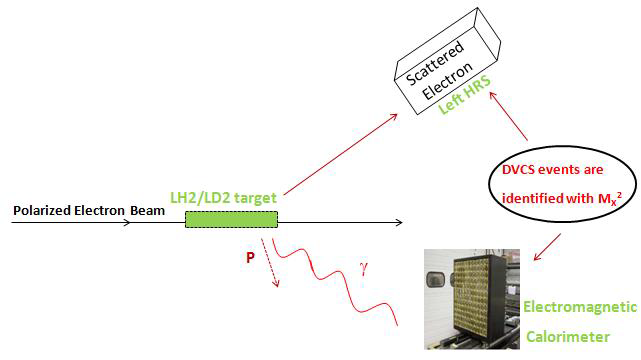 Scattered
Electron
Left HRS
LH2/LD2 target
Polarized Electron Beam
DVCS events are
identified with Mₓ²
P
γ
Electromagnetic
Calorimeter